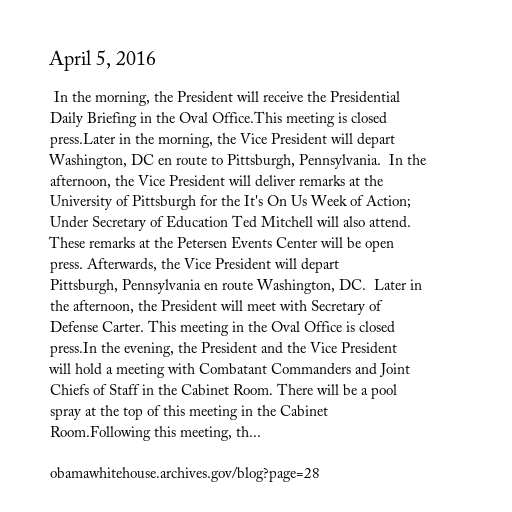 April 5, 2016
In the morning, the President will receive the Presidential
Daily Briefing in the Oval Office.This meeting is closed
press.Later in the morning, the Vice President will depart
Washington, DC en route to Pittsburgh, Pennsylvania.  In the
afternoon, the Vice President will deliver remarks at the
University of Pittsburgh for the It's On Us Week of Action;
Under Secretary of Education Ted Mitchell will also attend.
These remarks at the Petersen Events Center will be open
press. Afterwards, the Vice President will depart
Pittsburgh, Pennsylvania en route Washington, DC.  Later in
the afternoon, the President will meet with Secretary of
Defense Carter. This meeting in the Oval Office is closed
press.In the evening, the President and the Vice President
will hold a meeting with Combatant Commanders and Joint
Chiefs of Staff in the Cabinet Room. There will be a pool
spray at the top of this meeting in the Cabinet
Room.Following this meeting, th...
obamawhitehouse.archives.gov/blog?page=28